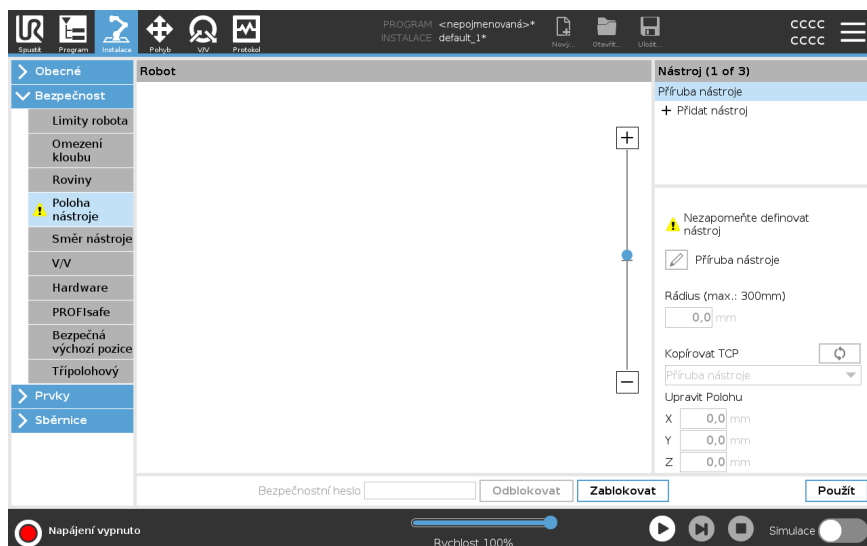 PROGRAM <nepojmenovaná>*
INSTALACE default_1*
CCCC
CCCC
Spustit Program Instalace Pohyb V/V Protokol Nový... Otevřít... Uložit...
Obecné
Bezpečnost
Limity robota
Omezení
kloubu
Roviny
Poloha
nástroje
Směr nástroje
V/V
Hardware
PROFIsafe
Bezpečná
výchozí pozice
Třípolohový
Prvky
Sběrnice
Robot
Nástroj (1 of 3)
Příruba nástroje
+ Přidat nástroj
Nezapomeňte definovat
nástroj
Příruba nástroje
Rádius (max.: 300mm)
0,0 mm
Kopírovat TCP
Příruba nástroje
Upravit Polohu
X 0,0 mm
Y 0,0 mm
Z 0,0 mm
Bezpečnostní heslo Odblokovat Zablokovat Použít
Napájení vypnuto
Rychlost 100%
Simulace